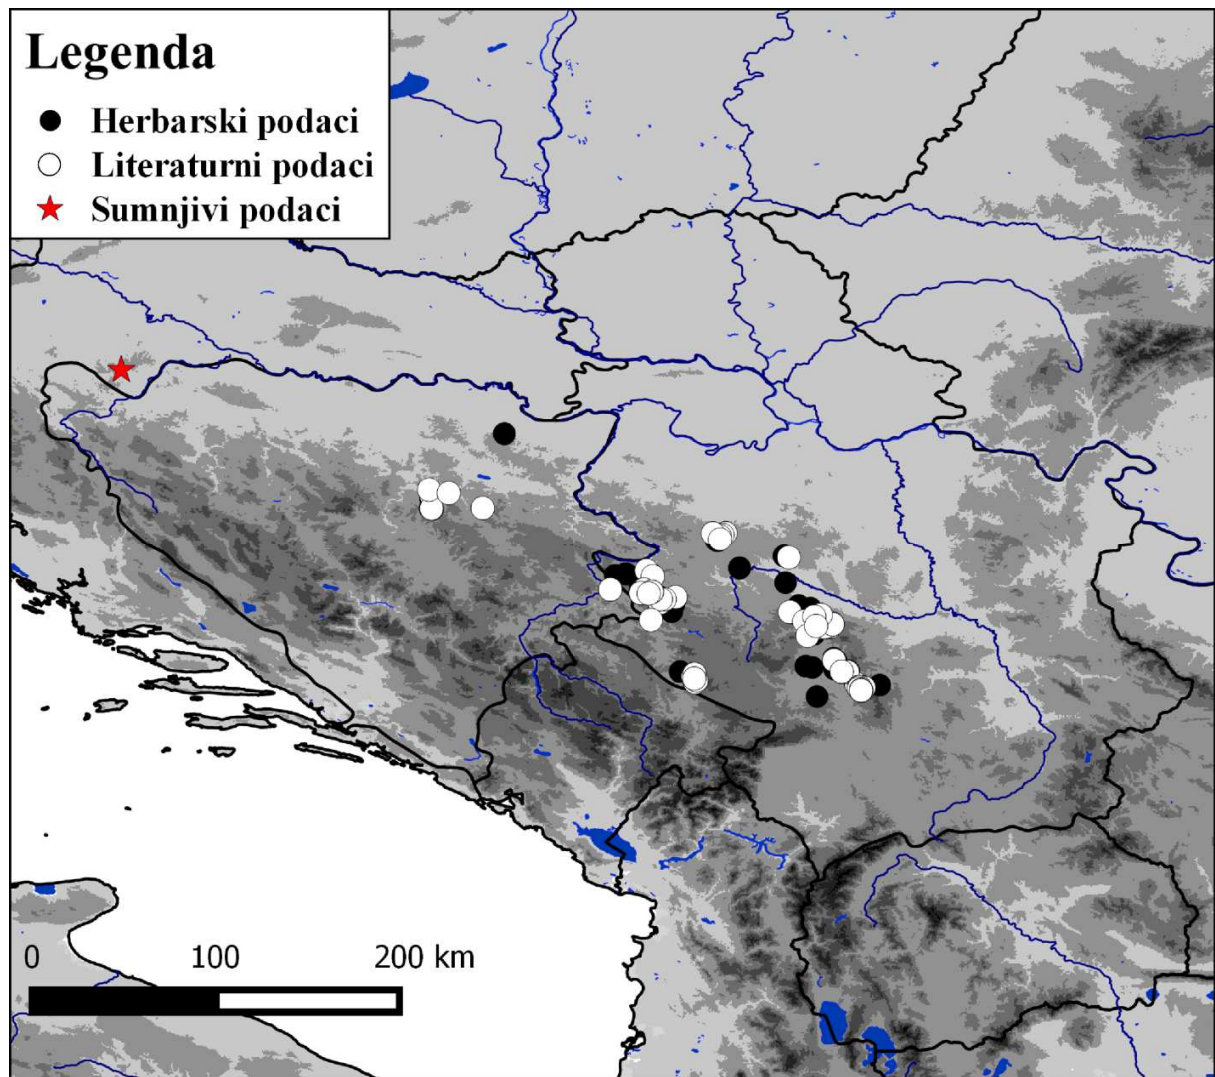 Legenda
Herbarski podaci
Literaturni podaci
Sumnjivi podaci
0 100 200 km